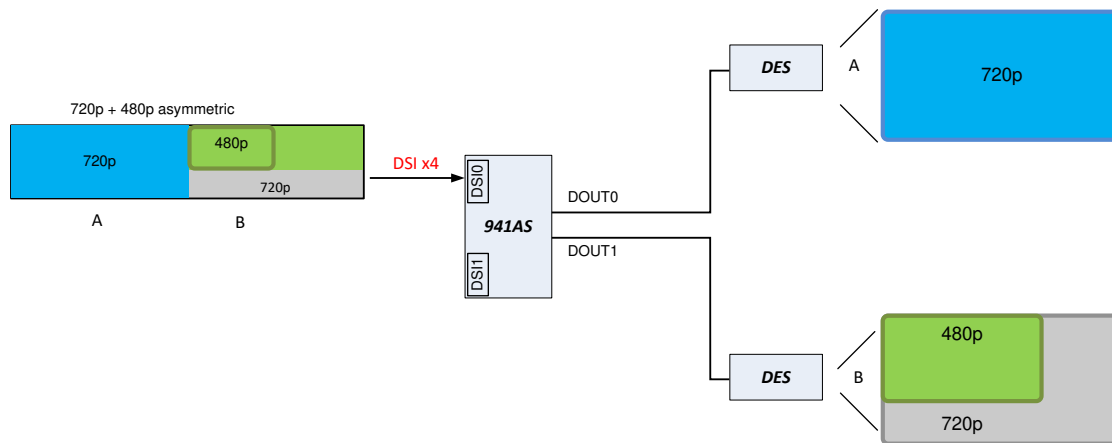 720p + 480p asymmetric
720p
480p
720p
A
B
DSI x4
DSI0
941AS
DSI1
DOUT0
DOUT1
DES
A
720p
DES
B
480p
720p